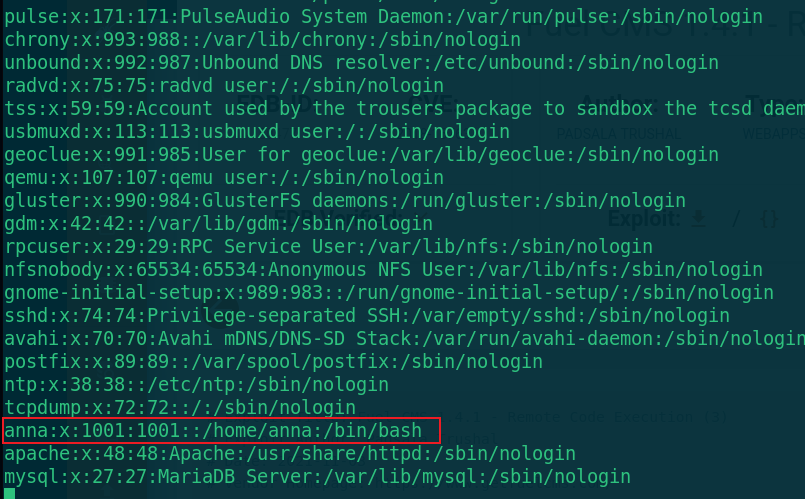 pulse:x:171:171:PulseAudio System Daemon:/var/run/pulse:/sbin/nologin
chrony:x:993:988::/var/lib/chrony:/sbin/nologin
unbound:x:992:987:Unbound DNS resolver:/etc/unbound:/sbin/nologin
radvd:x:75:75:radvd user:/:/sbin/nologin
tss:x:59:59:Account used by the trousers package to sandbox the tcsd daem
usbmuxd:x:113:113:usbmuxd user:/:/sbin/nologin
PADSALA TRUSHAL
WEBAPPS
geoclue:x:991:985:User for geoclue:/var/lib/geoclue:/sbin/nologin
qemu:x:107:107:qemu user:/:/sbin/nologin
gluster:x:990:984:GlusterFS daemons:/run/gluster:/sbin/nologin
gdm:x:42:42::/var/lib/gdm:/sbin/nologin
Exploit: / {}
rpcuser:x:29:29:RPC Service User:/var/lib/nfs:/sbin/nologin
nfsnobody:x:65534:65534:Anonymous NFS User:/var/lib/nfs:/sbin/nologin
gnome-initial-setup:x:989:983::/run/gnome-initial-setup/:/sbin/nologin
sshd:x:74:74:Privilege-separated SSH:/var/empty/sshd:/sbin/nologin
avahi:x:70:70:Avahi mDNS/DNS-SD Stack:/var/run/avahi-daemon:/sbin/nologin
postfix:x:89:89::/var/spool/postfix:/sbin/nologin
ntp:x:38:38::/etc/ntp:/sbin/nologin
tcpdump:x:72:72::/:/sbin/nologin
anna:x:1001:1001::/home/anna:/bin/bash
apache:x:48:48:Apache:/usr/share/httpd:/sbin/nologin
mysql:x:27:27:MariaDB Server:/var/lib/mysql:/sbin/nologin